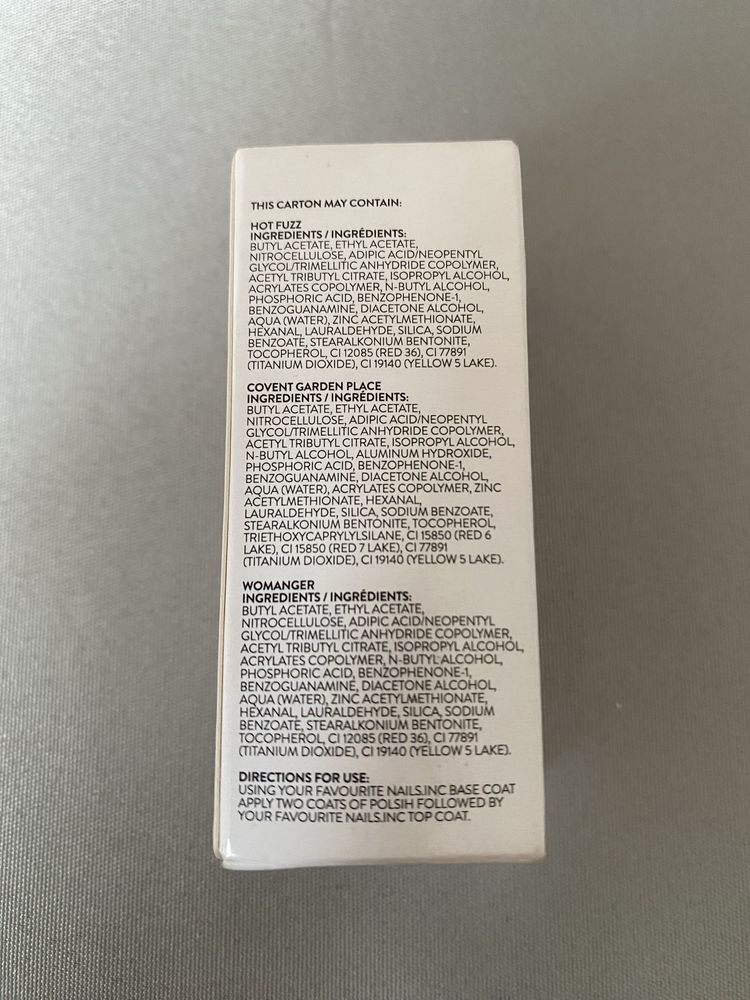 THIS CARTON MAY CONTAIN:
HOT FUZZ
INGREDIENTS / INGRÉDIENTS:
BUTYL ACETATE, ETHYL ACETATE,
NITROCELLULOSE, ADIPIC ACID/NEOPENTYL
GLYCOL/TRIMELLITIC ANHYDRIDE COPOLYMER,
ACETYL TRIBUTYL CITRATE, ISOPROPYL ALCOHOL,
ACRYLATES COPOLYMER, N-BUTYL ALCOHOL,
PHOSPHORIC ACID, BENZOPHENONE-1,
BENZOGUANAMINE, DIACETONE ALCOHOL,
AQUA (WATER), ZINC ACETYLMETHIONATE,
HEXANAL, LAURALDEHYDE, SILICA, SODIUM
BENZOATE, STEARALKONIUM BENTONITE,
TOCOPHEROL, CI 12085 (RED 36), CI 77891
(TITANIUM DIOXIDE), CI 19140 (YELLOW 5 LAKE).
COVENT GARDEN PLACE
INGREDIENTS / INGRÉDIENTS:
BUTYL ACETATE, ETHYL ACETATE,
NITROCELLULOSE, ADIPIC ACID/NEOPENTYL
GLYCOL/TRIMELLITIC ANHYDRIDE COPOLYMER,
ACETYL TRIBUTYL CITRATE, ISOPROPYL ALCOHOL,
N-BUTYL ALCOHOL, ALUMINUM HYDROXIDE,
PHOSPHORIC ACID, BENZOPHENONE-1,
BENZOGUANAMINE, DIACETONE ALCOHOL,
AQUA (WATER), ACRYLATES COPOLYMER, ZINC
ACETYLMETHIONATE, HEXANAL,
LAURALDEHYDE, SILICA, SODIUM BENZOATE,
STEARALKONIUM BENTONITE, TOCOPHEROL,
TRIETHOXYCAPRYLYLSILANE, CI 15850 (RED 6
LAKE), CI 15850 (RED 7 LAKE), CI 77891
(TITANIUM DIOXIDE), CI 19140 (YELLOW 5 LAKE).
WOMANGER
INGREDIENTS / INGRÉDIENTS:
BUTYL ACETATE, ETHYL ACETATE,
NITROCELLULOSE, ADIPIC ACID/NEOPENTYL
GLYCOL/TRIMELLITIC ANHYDRIDE COPOLYMER,
ACETYL TRIBUTYL CITRATE, ISOPROPYL ALCOHOL,
ACRYLATES COPOLYMER, N-BUTYL ALCOHOL,
PHOSPHORIC ACID, BENZOPHENONE-1,
BENZOGUANAMINE, DIACETONE ALCOHOL,
AQUA (WATER), ZINC ACETYLMETHIONATE,
HEXANAL, LAURALDEHYDE, SILICA, SODIUM
BENZOATE, STEARALKONIUM BENTONITE,
TOCOPHEROL, CI 12085 (RED 36), CI 77891
(TITANIUM DIOXIDE), CI 19140 (YELLOW 5 LAKE).
DIRECTIONS FOR USE:
USING YOUR FAVOURITE NAILS.INC BASE COAT
APPLY TWO COATS OF POLSIH FOLLOWED BY
YOUR FAVOURITE NAILS.INC TOP COAT.